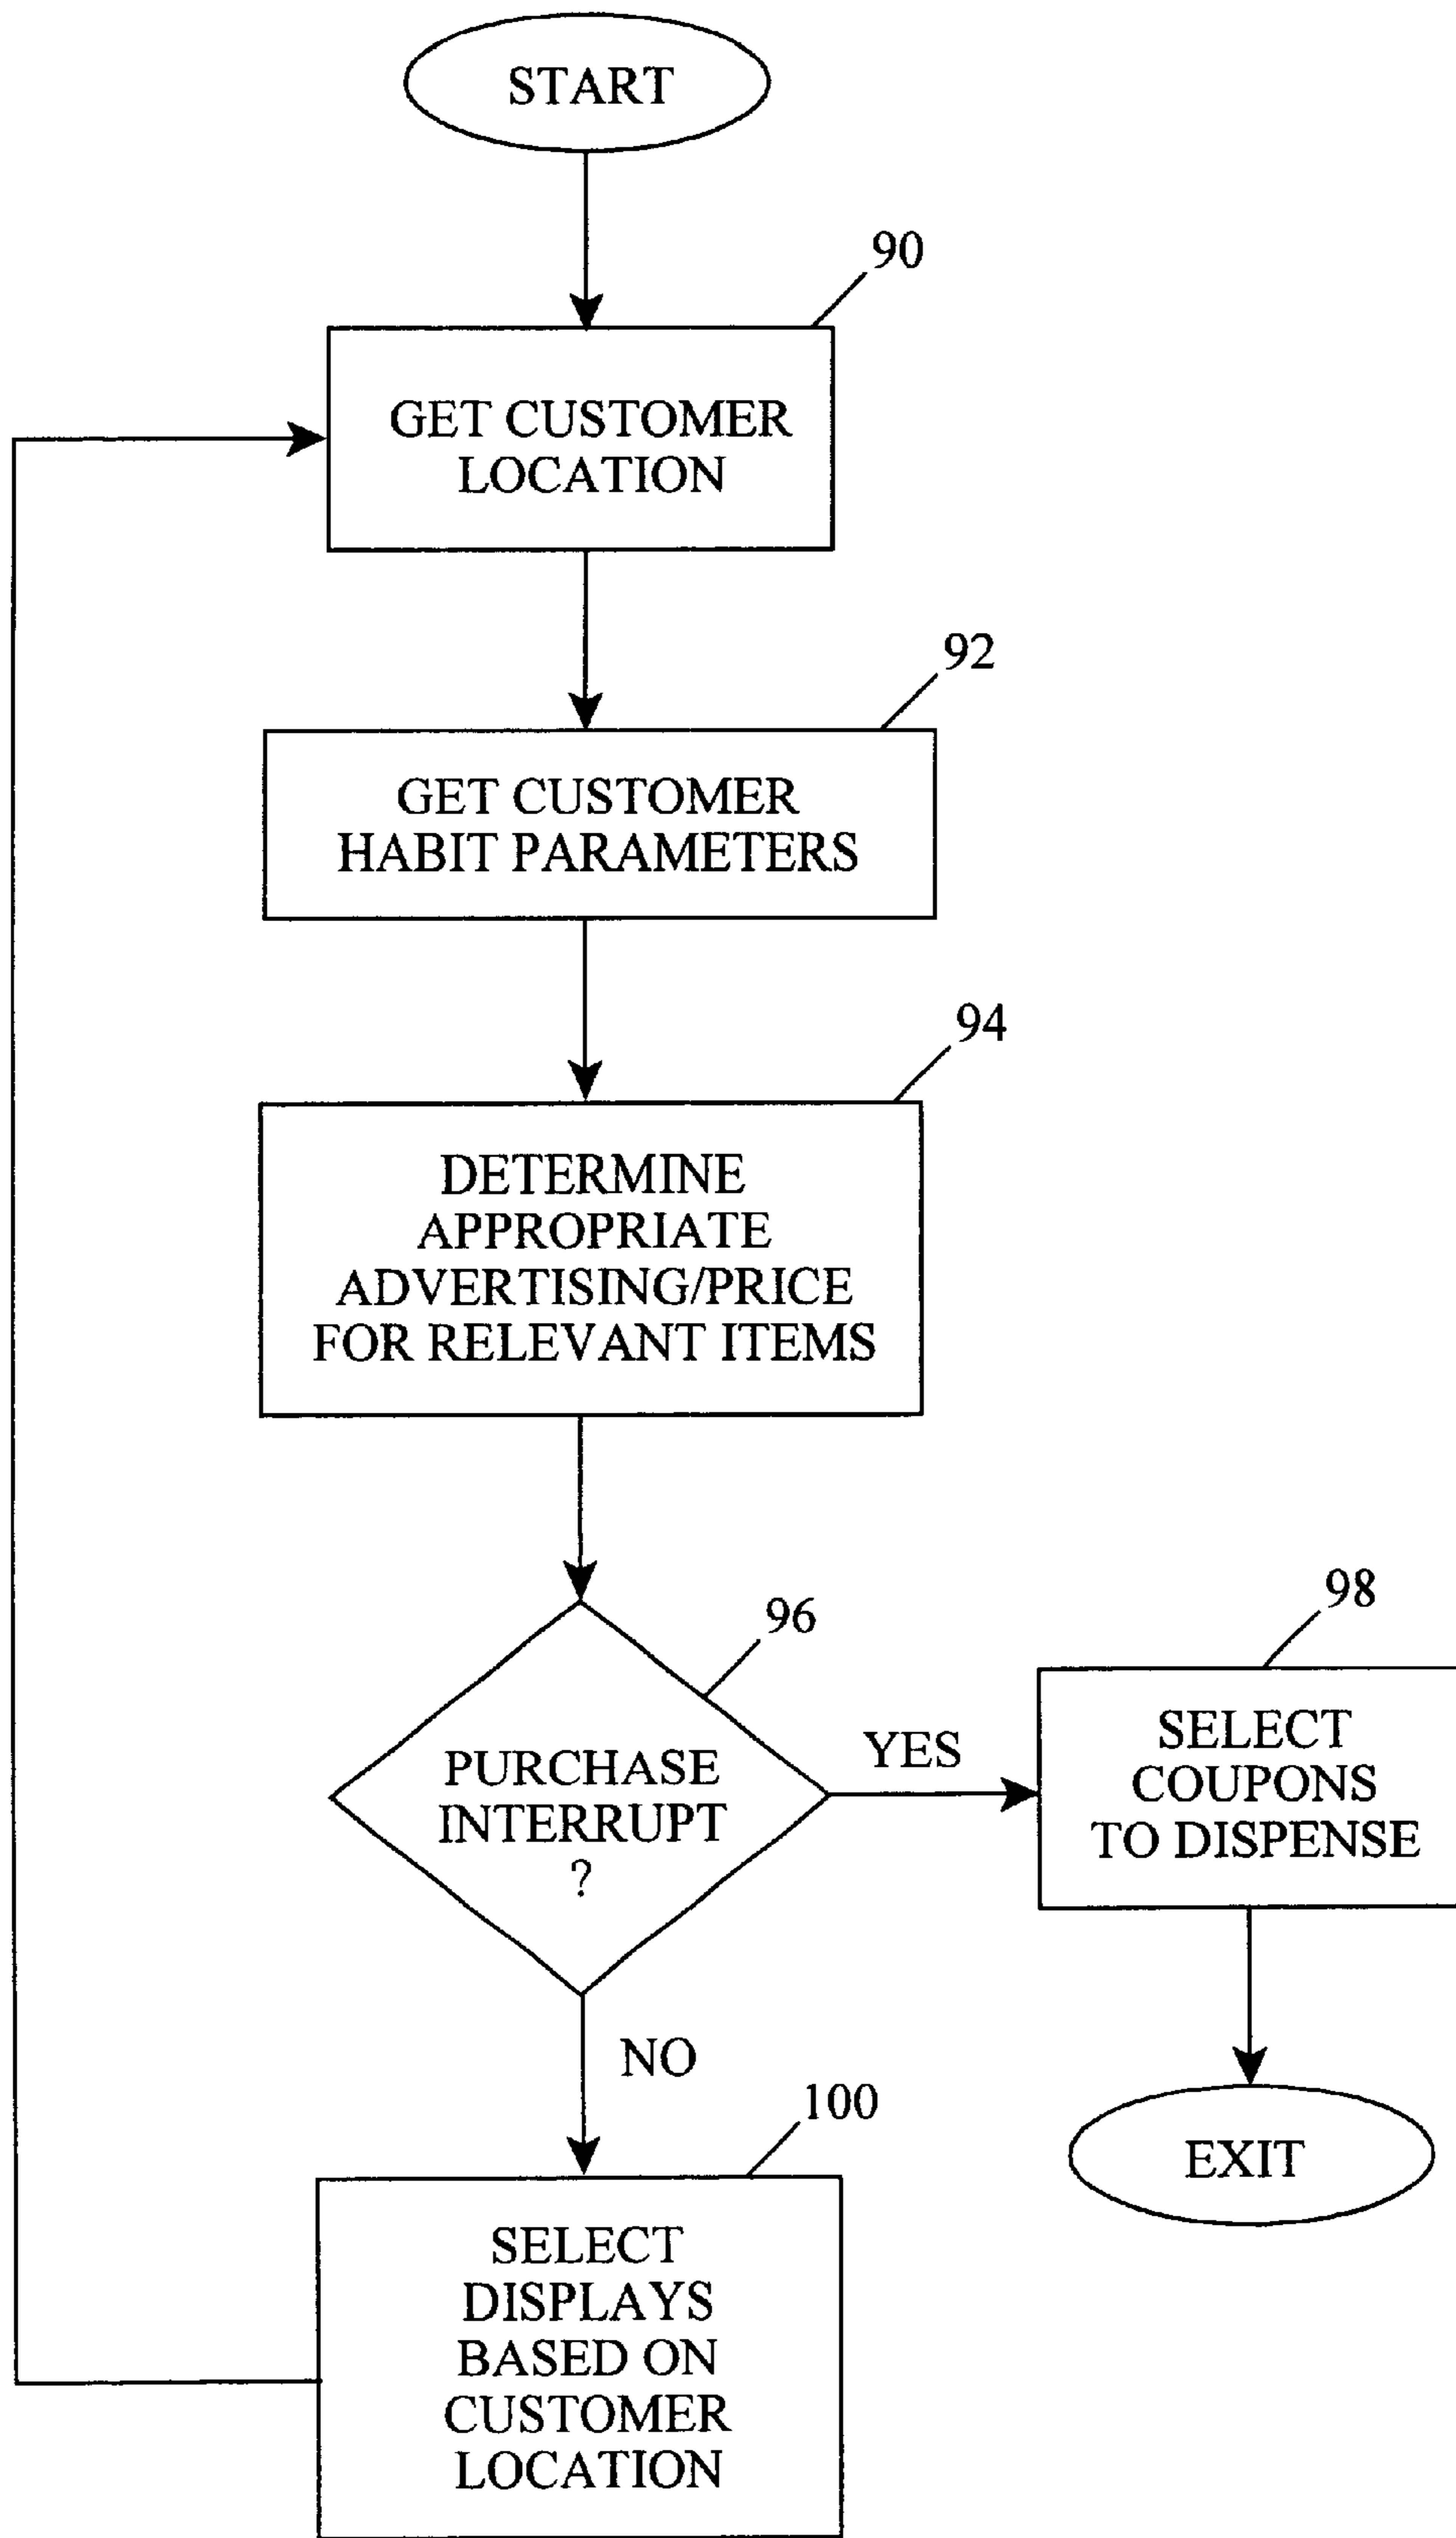 START
90
GET CUSTOMER
LOCATION
92
GET CUSTOMER
HABIT PARAMETERS
94
DETERMINE
APPROPRIATE
ADVERTISING/PRICE
FOR RELEVANT ITEMS
96
PURCHASE
INTERRUPT
?
YES
98
SELECT
COUPONS
TO DISPENSE
NO
EXIT
100
SELECT
DISPLAYS
BASED ON
CUSTOMER
LOCATION